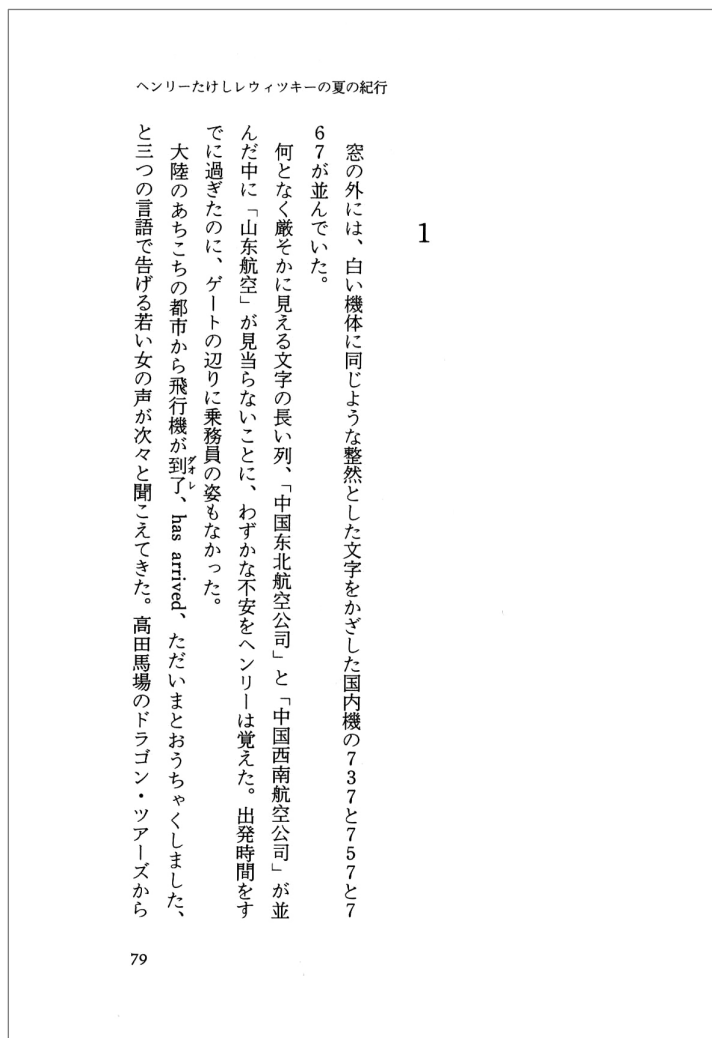 ヘンリーたけしレウィツキーの夏の紀行
1
窓の外には、白い機体に同じような整然とした文字をかざした国内機の737と757と7
67が並んでいた。
何となく厳そかに見える文字の長い列、「中国东北航空公司」と「中国西南航空公司」が並
んだ中に「山东航空」が見当らないことに、わずかな不安をヘンリーは覚えた。出発時間をす
でに過ぎたのに、ゲートの辺りに乗務員の姿もなかった。
大陸のあちこちの都市から飛行機が到了、has arrived、ただいまとおうちゃくしました、
ダオレ
と三つの言語で告げる若い女の声が次々と聞こえてきた。高田馬場のドラゴン・ツアーズから
79